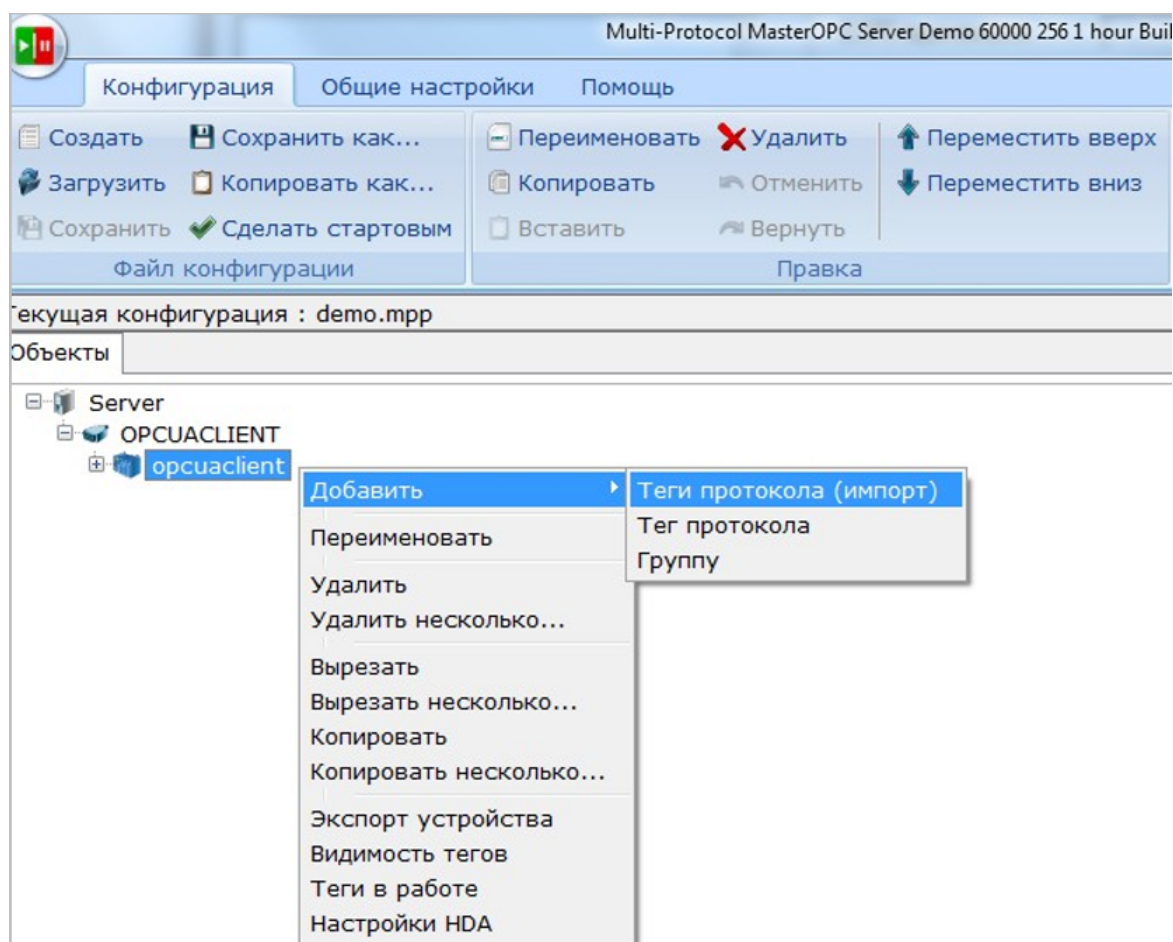 Multi-Protocol MasterOPC Server Demo 60000 256 1 hour Buil
Конфигурация Общие настройки Помощь
Создать Сохранить как... Переименовать Удалить Переместить вверх
Загрузить Копировать как... Копировать Отменить Переместить вниз
Сохранить Сделать стартовым Вставить Вернуть
Файл конфигурации Правка
екущая конфигурация : demo.mpp
Объекты
Server
OPCUACLIENT
opcuaclient
Добавить Теги протокола (импорт)
Тег протокола
Группу
Переименовать
Удалить
Удалить несколько...
Вырезать
Вырезать несколько...
Копировать
Копировать несколько...
Экспорт устройства
Видимость тегов
Теги в работе
Настройки HDA